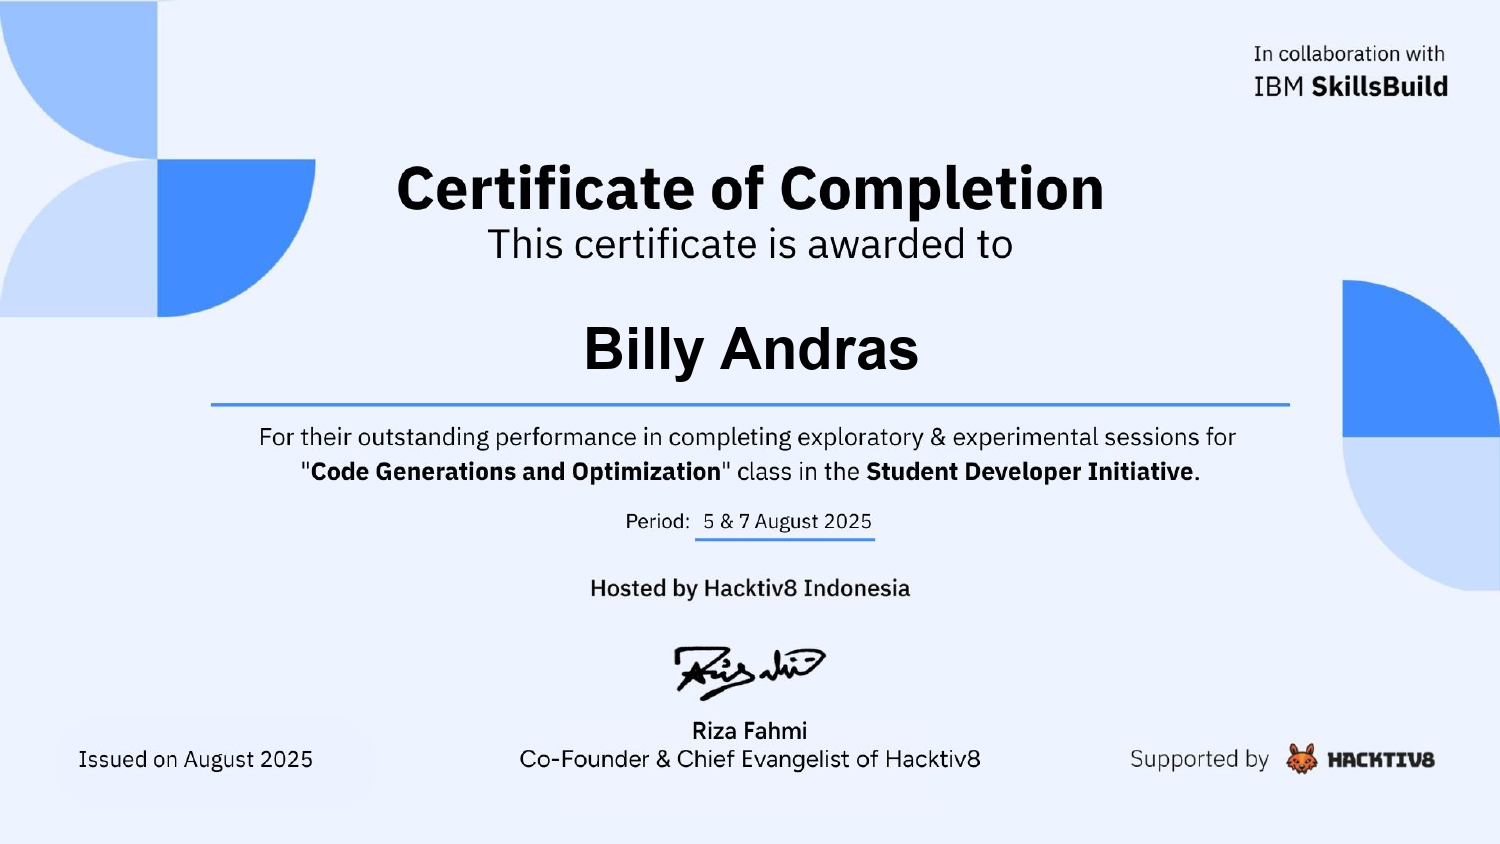 In collaboration with
IBM SkillsBuild
Certificate of Completion
This certificate is awarded to
Billy Andras
For their outstanding performance in completing exploratory & experimental sessions for
"Code Generations and Optimization" class in the Student Developer Initiative.
Period: 5 & 7 August 2025
Hosted by Hacktiv8 Indonesia
Riza Fahmi
Co-Founder & Chief Evangelist of Hacktiv8
Issued on August 2025
Supported by HACKTIV8